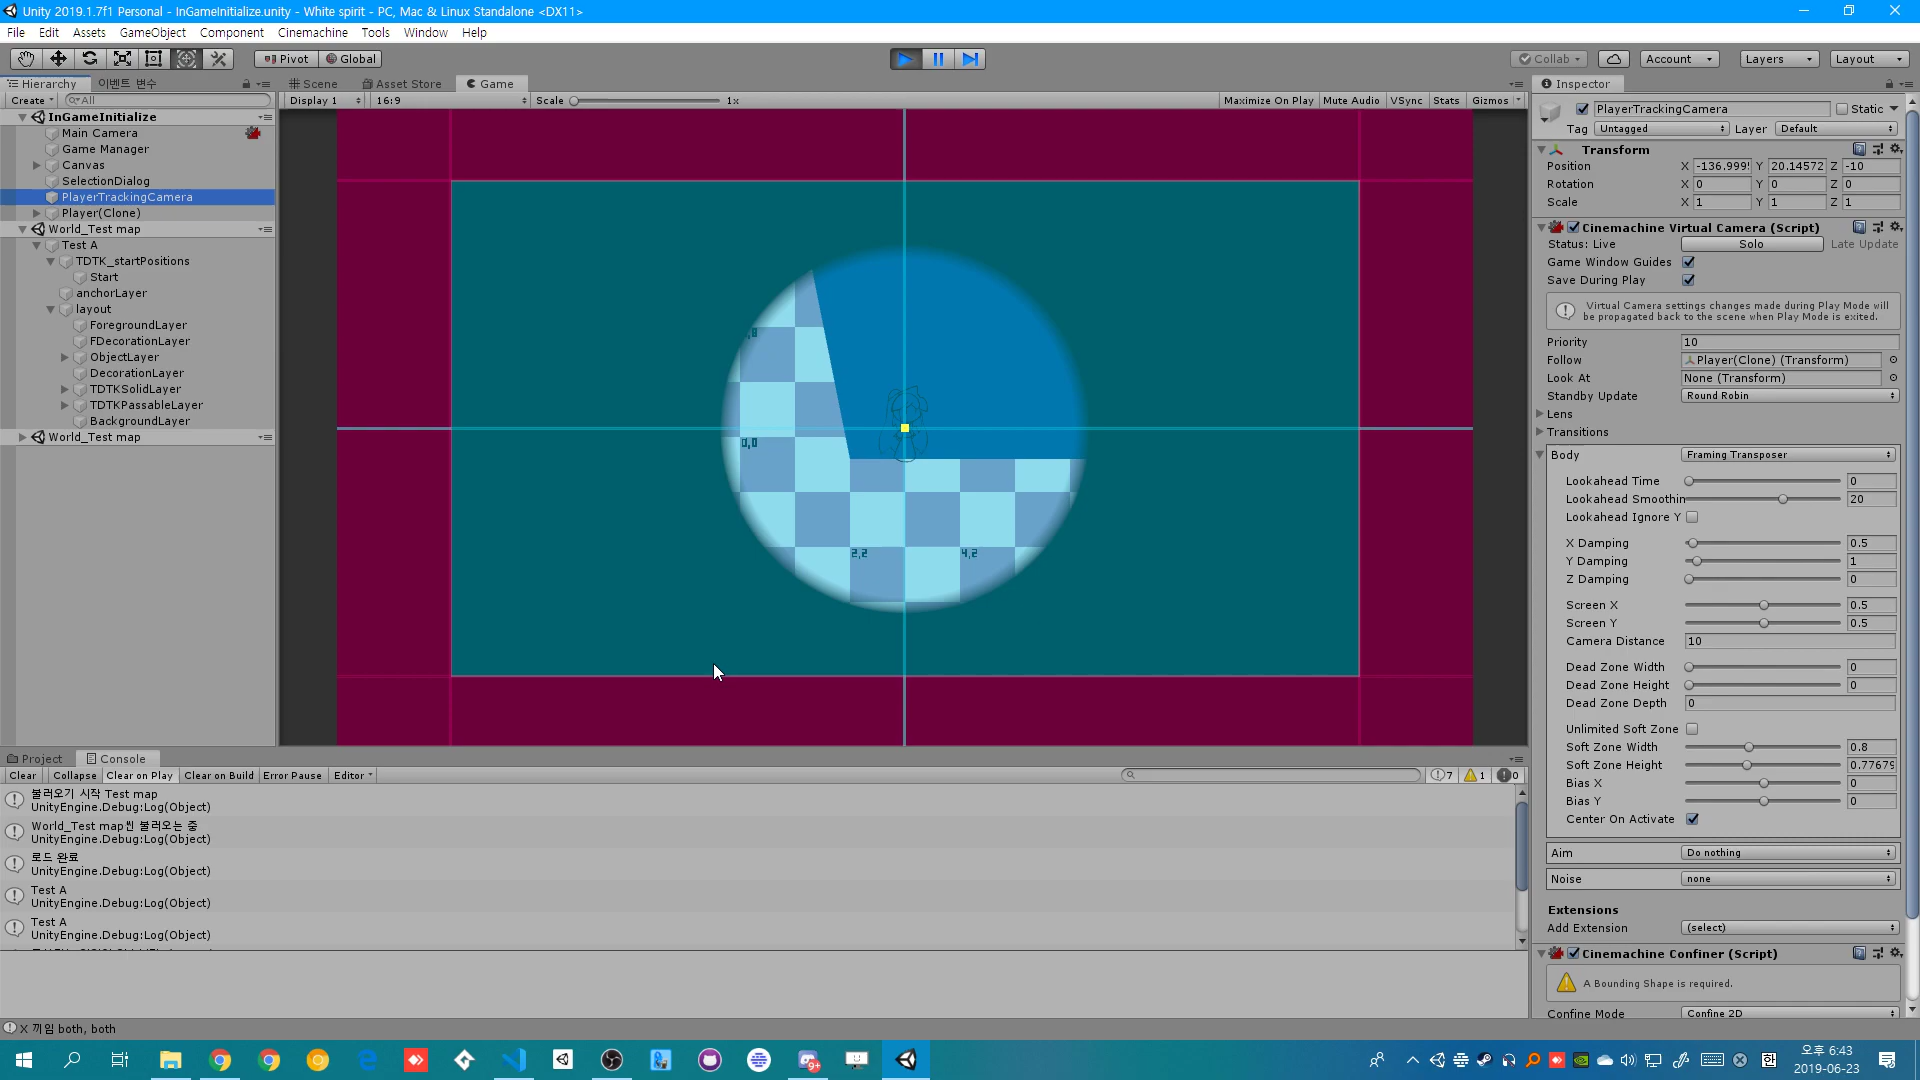 Unity 2019.1.7f1 Personal - InGameInitialize.unity - White spirit - PC, Mac & Linux Standalone <DX11>
File Edit Assets GameObject Component Cinemachine Tools Window Help
Pivot Global Collab Account Layers Layout
Hierarchy 이벤트 변수
Create All
InGameInitialize
Main Camera
Game Manager
Canvas
SelectionDialog
PlayerTrackingCamera
Player(Clone)
World_Test map
Test A
TDTK_startPositions
Start
anchorLayer
layout
ForegroundLayer
FDecorationLayer
ObjectLayer
DecorationLayer
TDTKSolidLayer
TDTKPassableLayer
BackgroundLayer
World_Test map
Scene Asset Store Game
Display 1 16:9 Scale 1x Maximize On Play Mute Audio VSync Stats Gizmos
0,0
2,2 4,2
Inspector
PlayerTrackingCamera Static
Tag Untagged Layer Default
Transform
Position X -136.999 Y 20.14572 Z -10
Rotation X 0 Y 0 Z 0
Scale X 1 Y 1 Z 1
Cinemachine Virtual Camera (Script)
Status: Live Solo Late Update
Game Window Guides
Save During Play
Virtual Camera settings changes made during Play Mode will
be propagated back to the scene when Play Mode is exited.
Priority 10
Follow Player(Clone) (Transform)
Look At None (Transform)
Standby Update Round Robin
Lens
Transitions
Body Framing Transposer
Lookahead Time 0
Lookahead Smoothin 20
Lookahead Ignore Y
X Damping 0.5
Y Damping 1
Z Damping 0
Screen X 0.5
Screen Y 0.5
Camera Distance 10
Dead Zone Width 0
Dead Zone Height 0
Dead Zone Depth 0
Unlimited Soft Zone
Soft Zone Width 0.8
Soft Zone Height 0.77679
Bias X 0
Bias Y 0
Center On Activate
Aim Do nothing
Noise none
Extensions
Add Extension (select)
Cinemachine Confiner (Script)
A Bounding Shape is required.
Confine Mode Confine 2D
Project Console
Clear Collapse Clear on Play Clear on Build Error Pause Editor 7 1 0
불러오기 시작 Test map
UnityEngine.Debug:Log(Object)
World_Test map씬 불러오는 중
UnityEngine.Debug:Log(Object)
로드 완료
UnityEngine.Debug:Log(Object)
Test A
UnityEngine.Debug:Log(Object)
Test A
UnityEngine.Debug:Log(Object)
X 끼임 both, both
9+
한
오후 6:43
2019-06-23